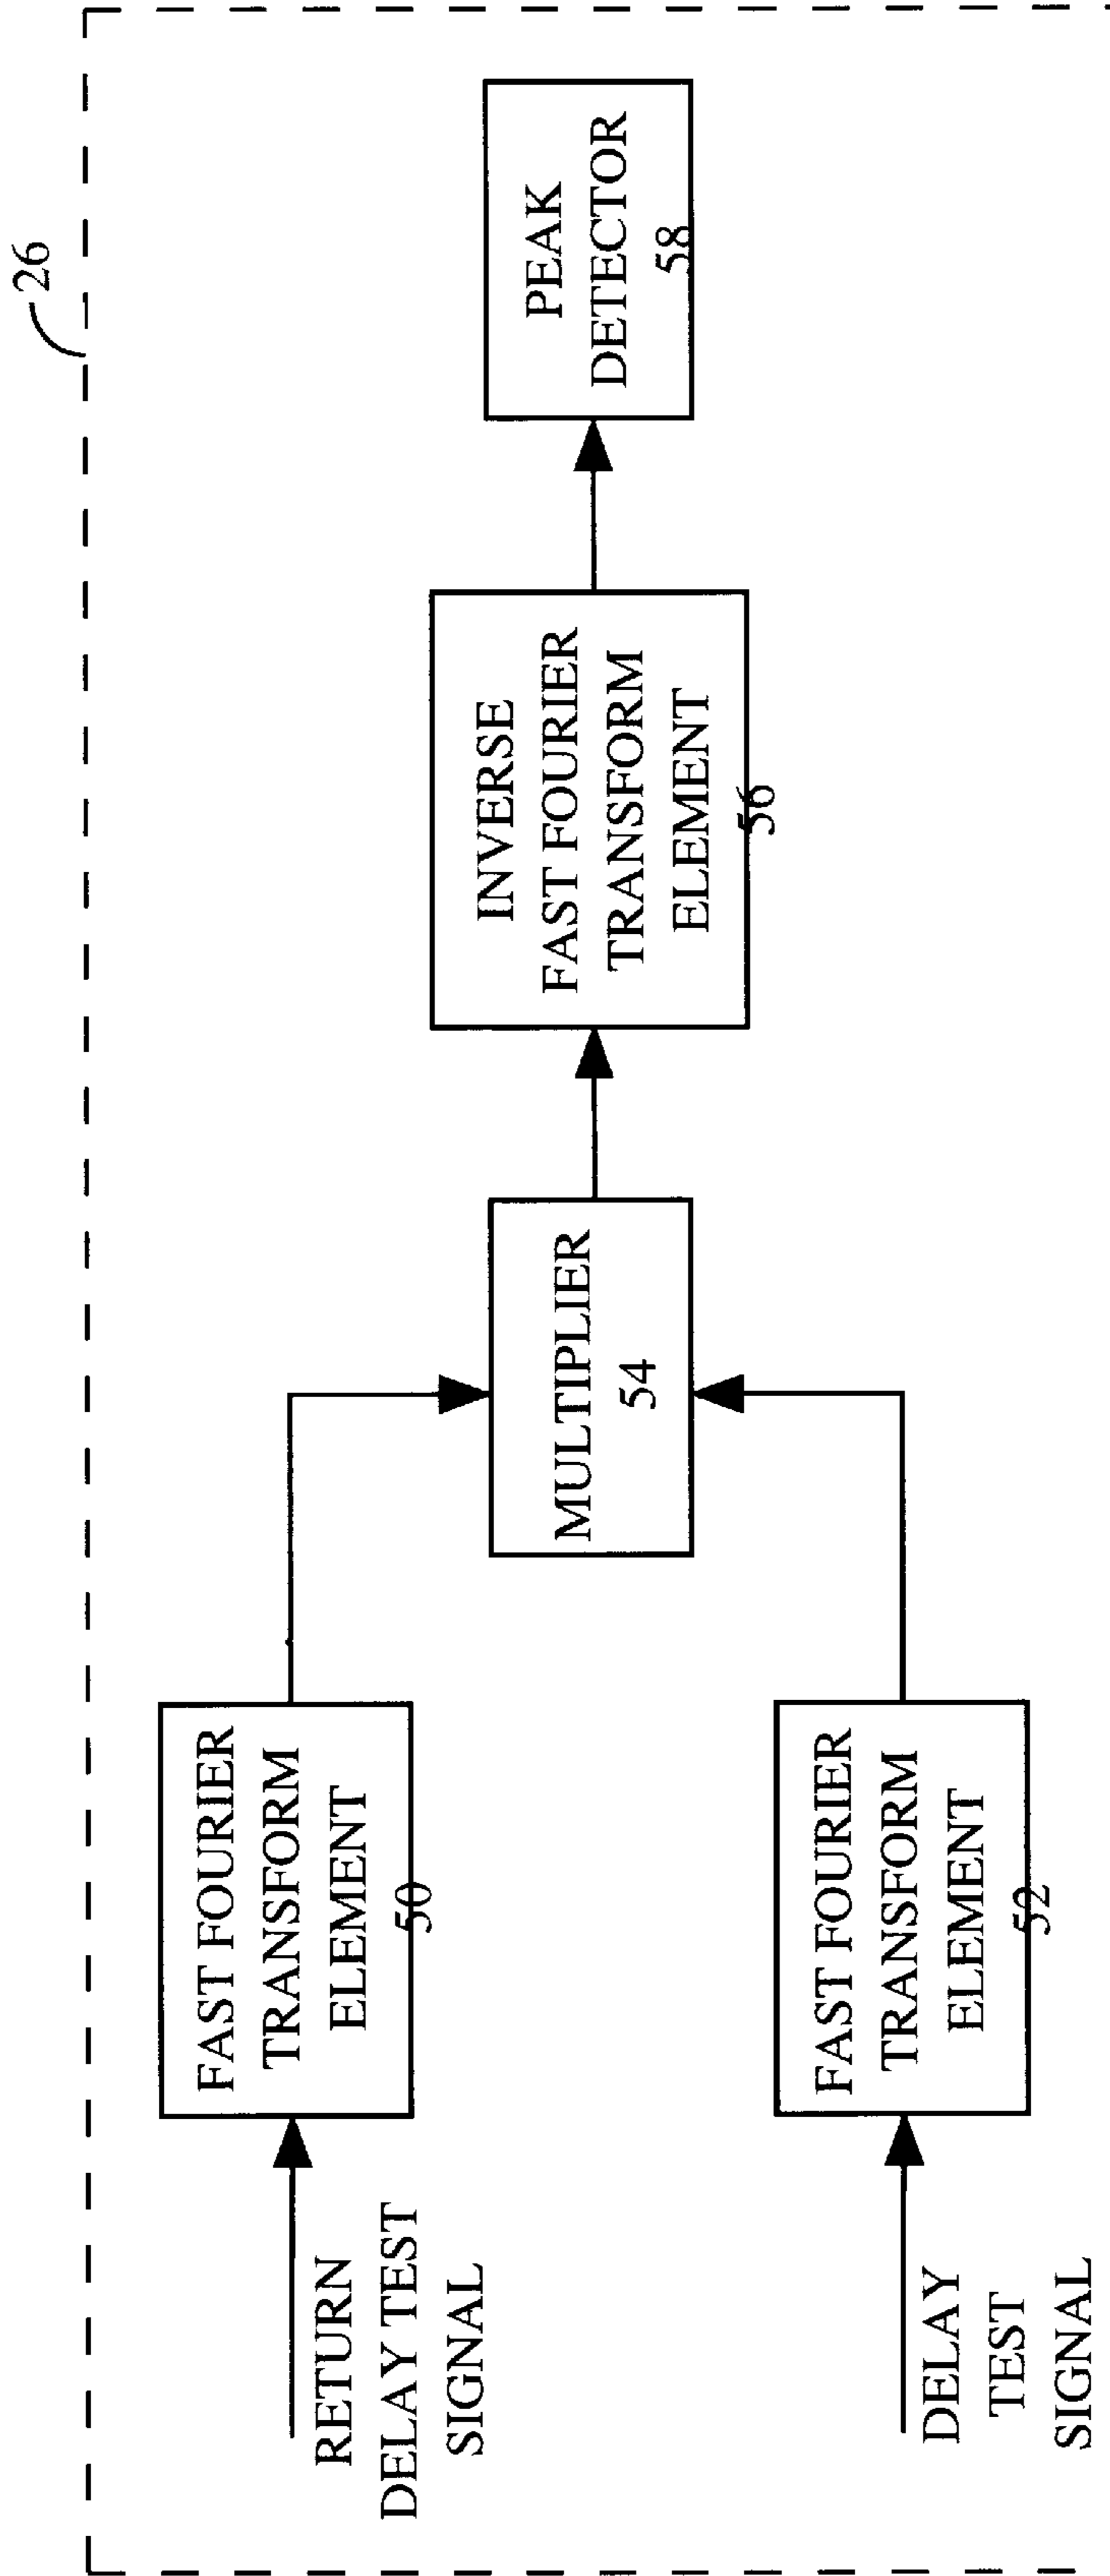 26
RETURN
DELAY TEST
SIGNAL
FAST FOURIER
TRANSFORM
ELEMENT
50
DELAY
TEST
SIGNAL
FAST FOURIER
TRANSFORM
ELEMENT
52
MULTIPLIER
54
INVERSE
FAST FOURIER
TRANSFORM
ELEMENT
56
PEAK
DETECTOR
58